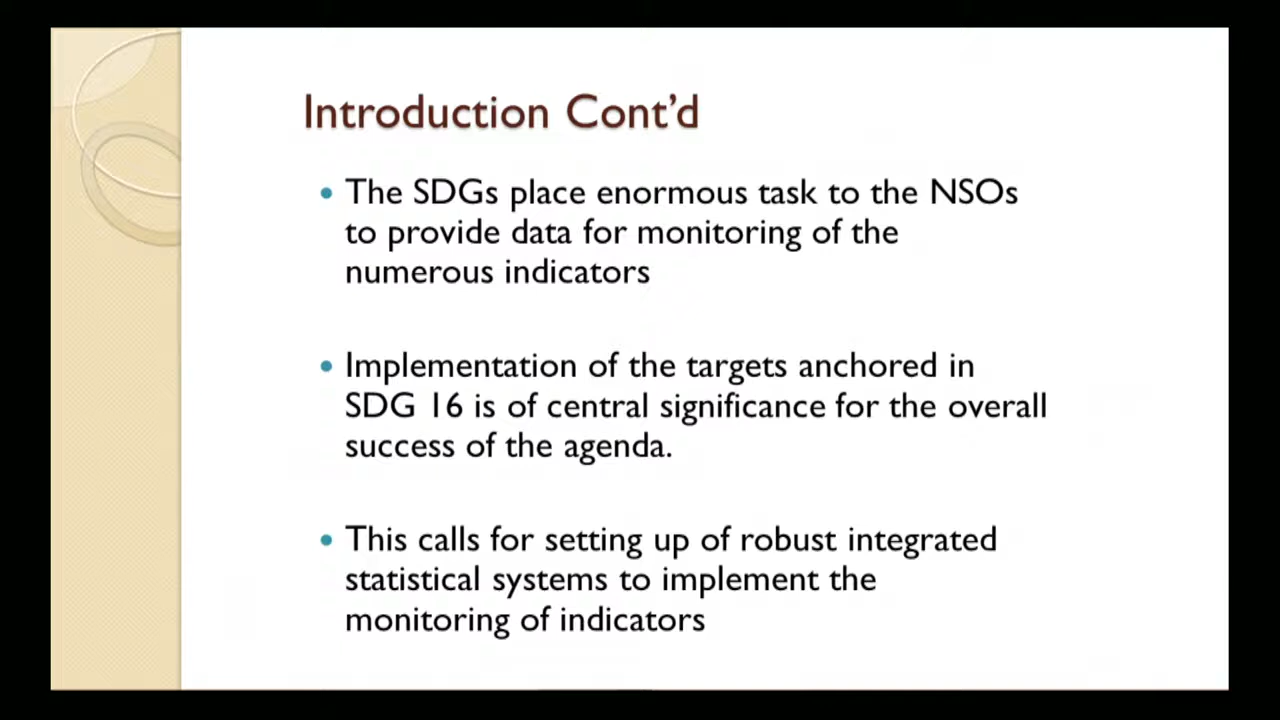 Introduction Cont’d
• The SDGs place enormous task to the NSOs
to provide data for monitoring of the
numerous indicators
• Implementation of the targets anchored in
SDG 16 is of central significance for the overall
success of the agenda.
• This calls for setting up of robust integrated
statistical systems to implement the
monitoring of indicators